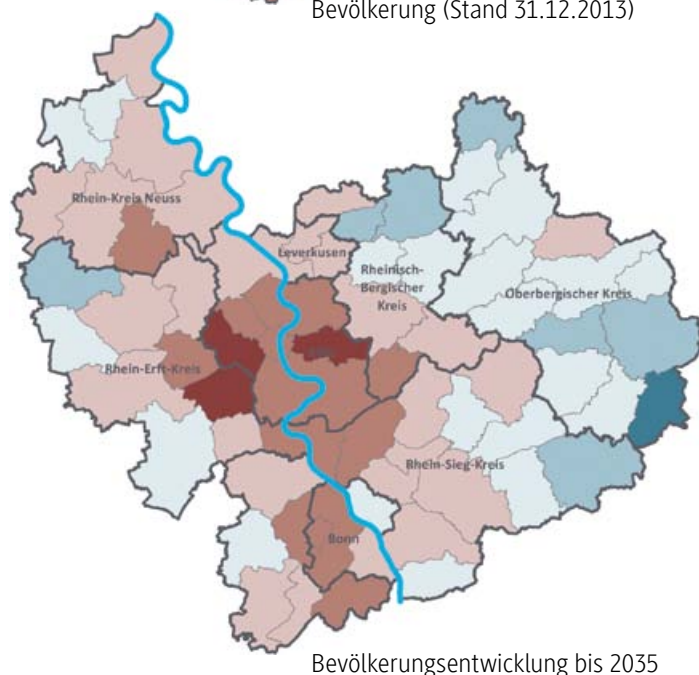 Bevölkerung (Stand 31.12.2013)
Rhein-Kreis Neuss
Leverkusen
Rheinisch-
Bergischer
Kreis
Oberbergischer Kreis
Rhein-Erft-Kreis
Rhein-Sieg-Kreis
Bonn
Bevölkerungsentwicklung bis 2035